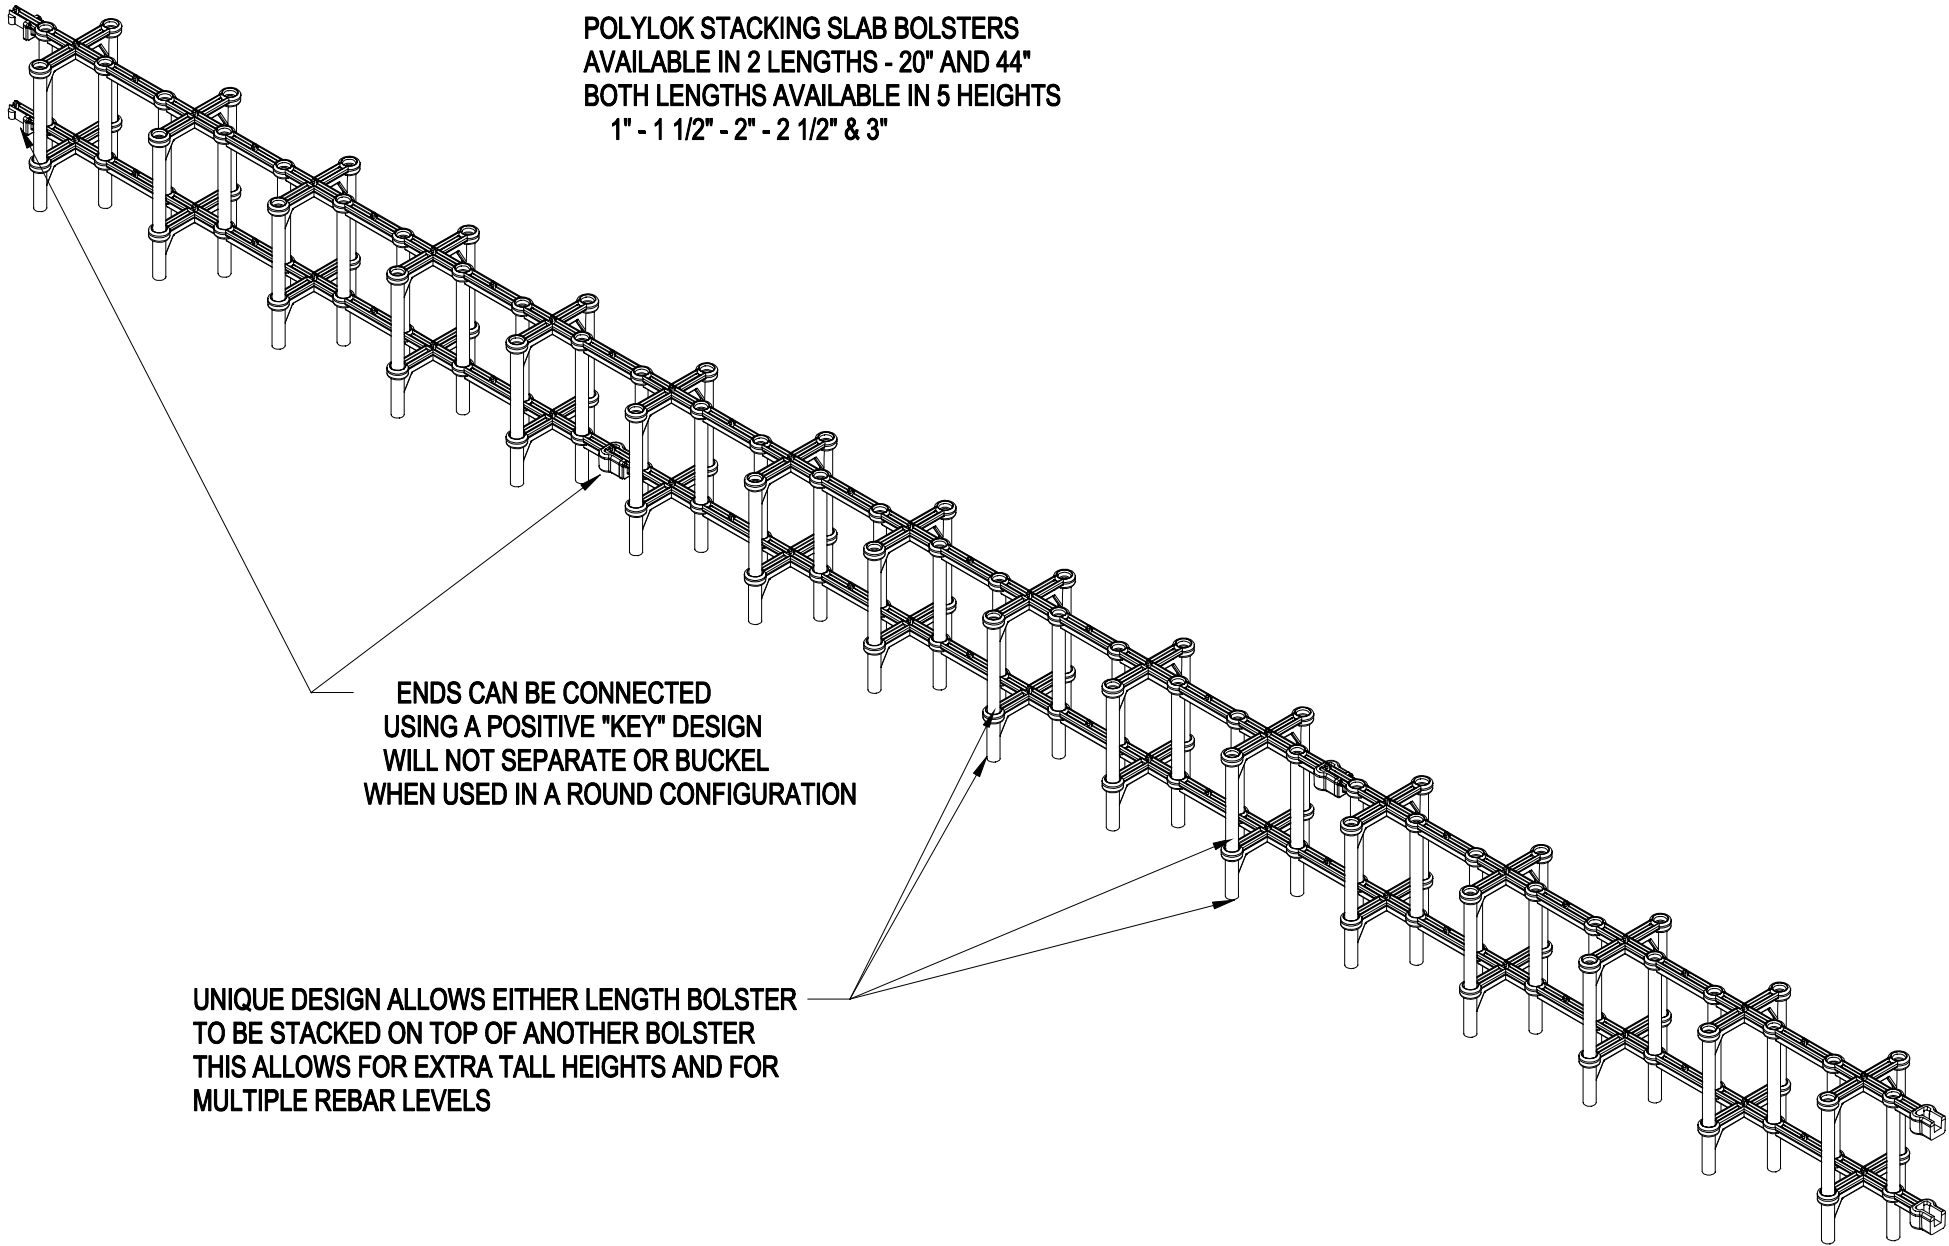 POLYLOK STACKING SLAB BOLSTERS
AVAILABLE IN 2 LENGTHS - 20" AND 44"
BOTH LENGTHS AVAILABLE IN 5 HEIGHTS
1" - 1 1/2" - 2" - 2 1/2" & 3"
ENDS CAN BE CONNECTED
USING A POSITIVE "KEY" DESIGN
WILL NOT SEPARATE OR BUCKEL
WHEN USED IN A ROUND CONFIGURATION
UNIQUE DESIGN ALLOWS EITHER LENGTH BOLSTER
TO BE STACKED ON TOP OF ANOTHER BOLSTER
THIS ALLOWS FOR EXTRA TALL HEIGHTS AND FOR
MULTIPLE REBAR LEVELS